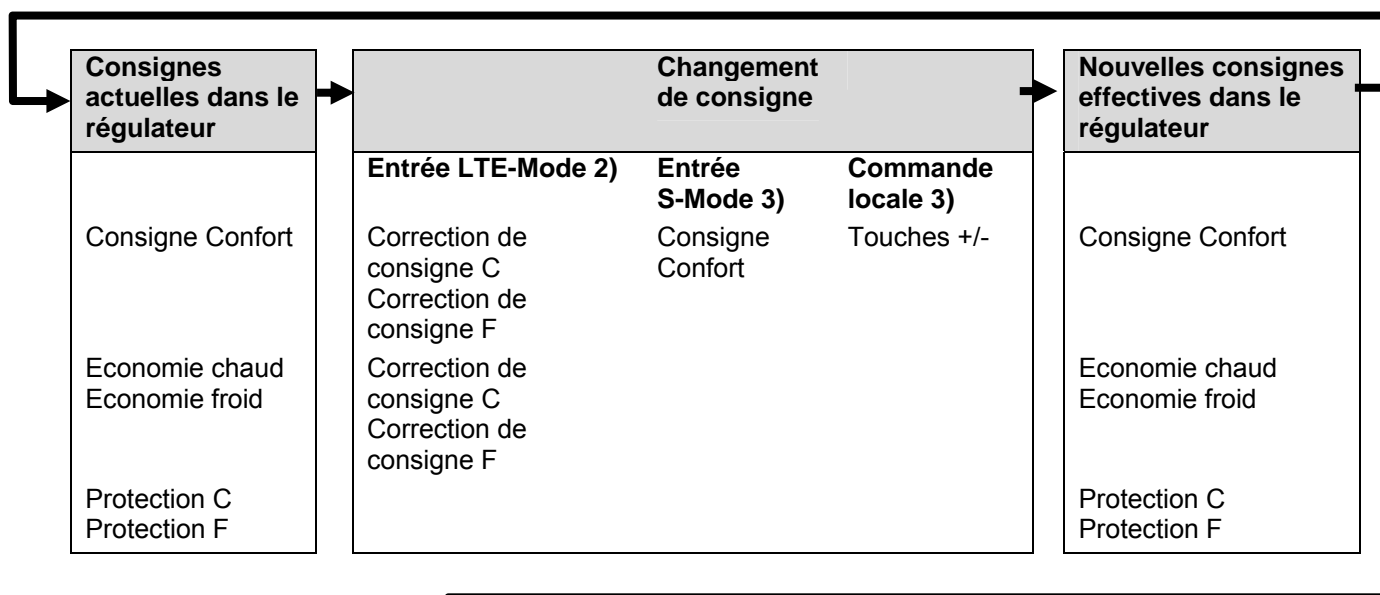 Consignes
actuelles dans le
régulateur
Changement
de consigne
Nouvelles consignes
effectives dans le
régulateur
Entrée LTE-Mode 2)
Entrée
S-Mode 3)
Commande
locale 3)
Consigne Confort
Correction de
consigne C
Correction de
consigne F
Consigne
Confort
Touches +/-
Consigne Confort
Economie chaud
Economie froid
Correction de
consigne C
Correction de
consigne F
Economie chaud
Economie froid
Protection C
Protection F
Protection C
Protection F